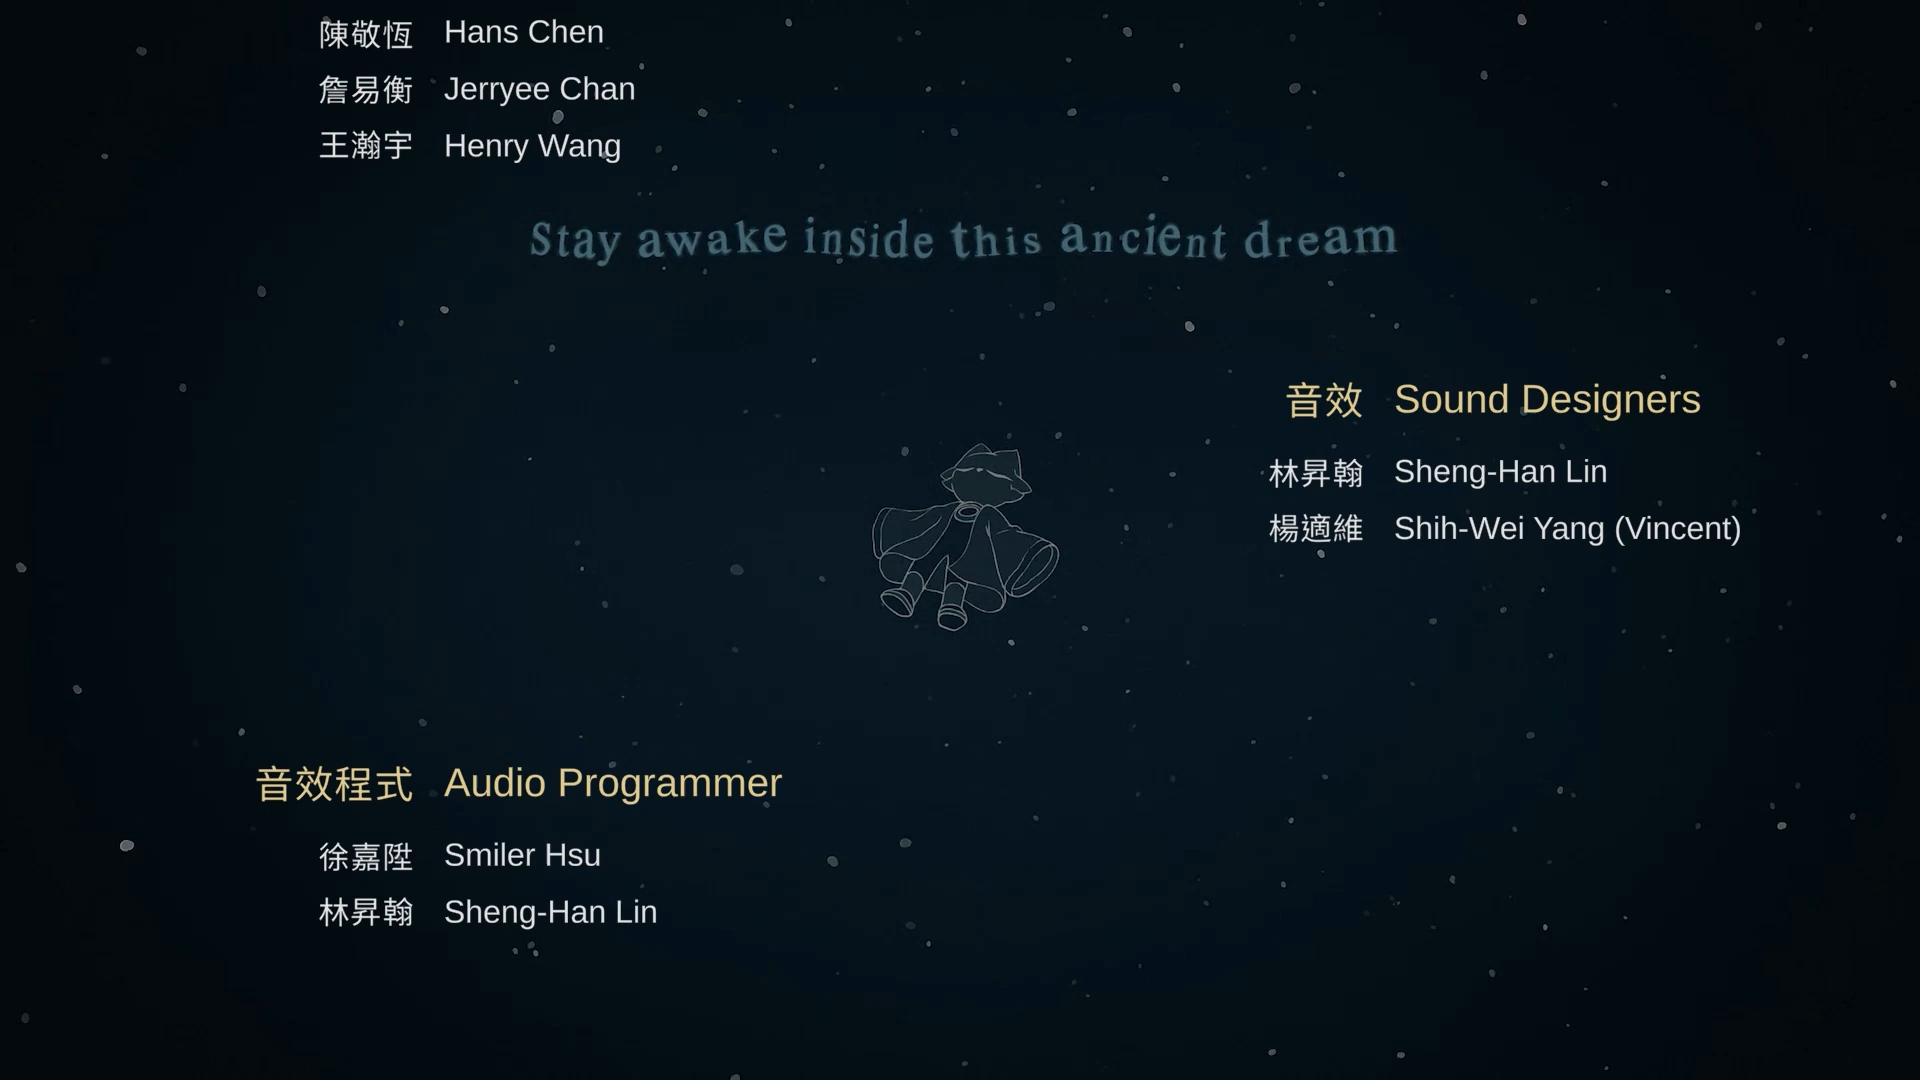 陳敬恆 Hans Chen
詹易衡 Jerryee Chan
王瀚宇 Henry Wang
Stay awake inside this ancient dream
音效 Sound Designers
林昇翰 Sheng-Han Lin
楊適維 Shih-Wei Yang (Vincent)
音效程式 Audio Programmer
徐嘉陞 Smiler Hsu
林昇翰 Sheng-Han Lin